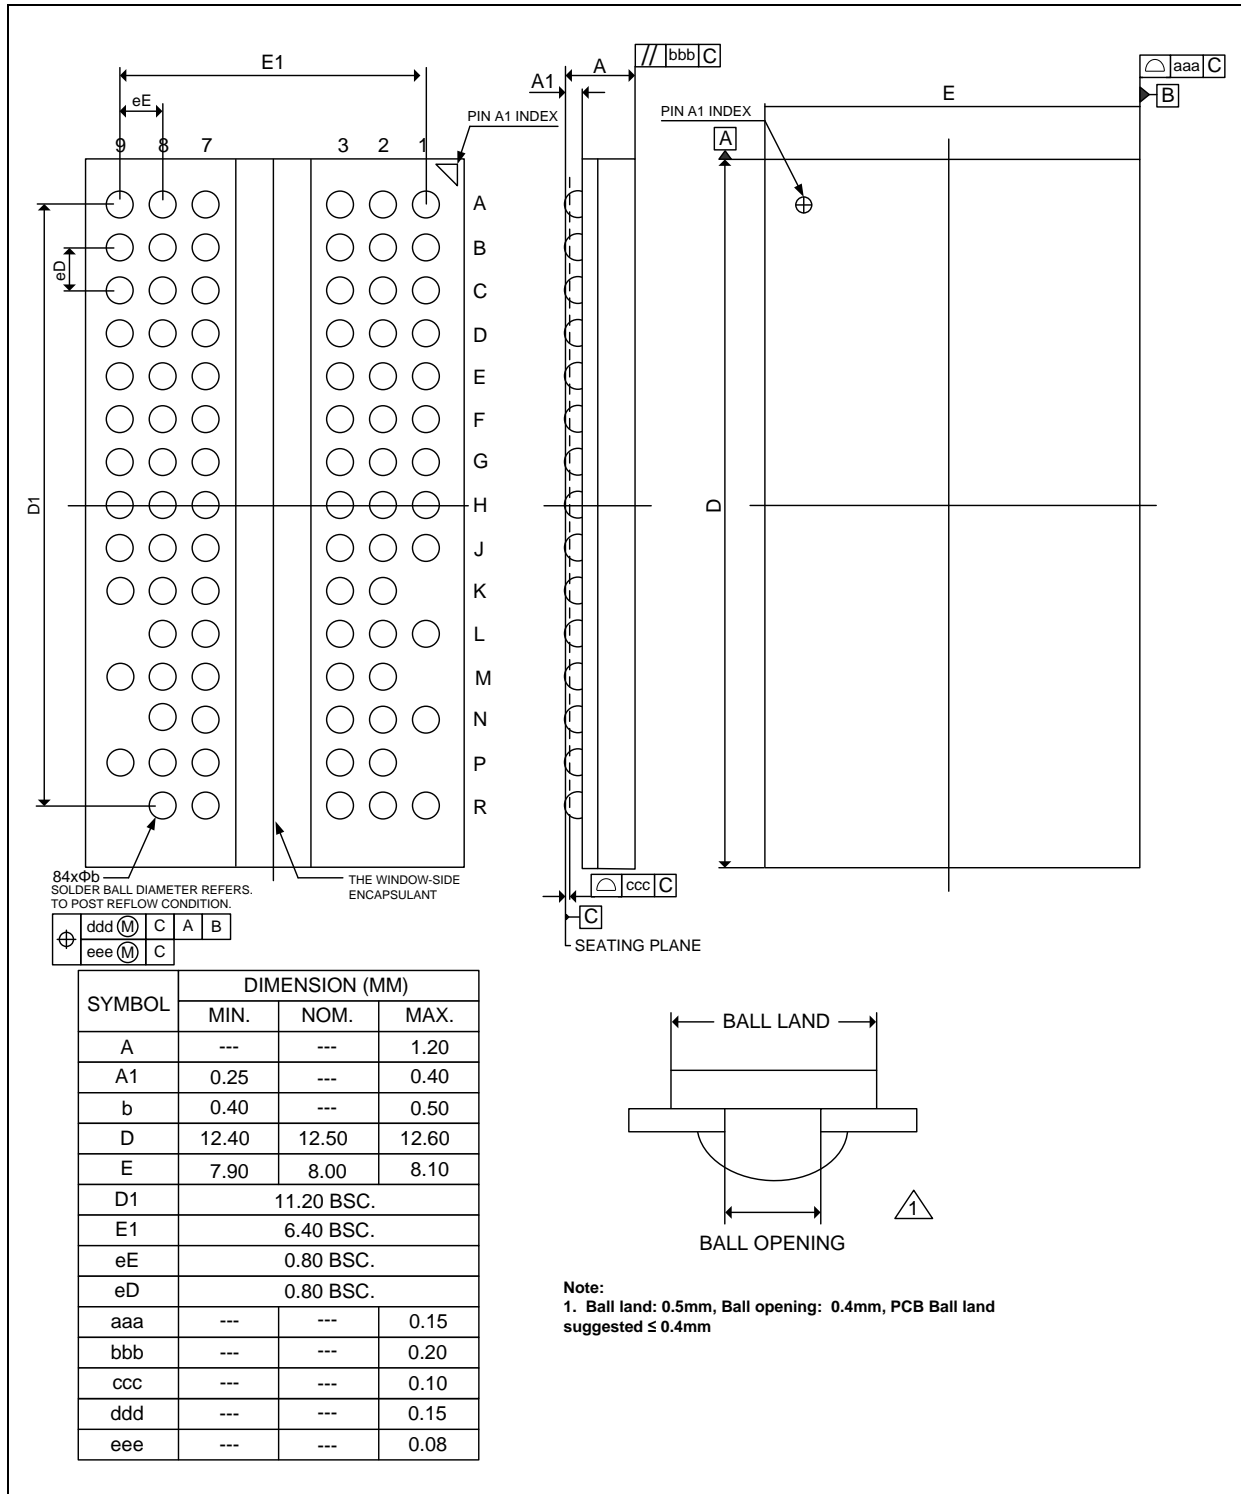 E1
eE
9 8 7 3 2 1
PIN A1 INDEX
A
B
C
D
E
F
G
H
J
K
L
M
N
P
R
eD
D1
84xΦb
SOLDER BALL DIAMETER REFERS.
TO POST REFLOW CONDITION.
ddd Ⓜ C A B
eee Ⓜ C
THE WINDOW-SIDE
ENCAPSULANT
// bbb C
A
A1
ccc C
C
SEATING PLANE
aaa C
B
E
PIN A1 INDEX
A
D
SYMBOL DIMENSION (MM)
MIN. NOM. MAX.
A --- --- 1.20
A1 0.25 --- 0.40
b 0.40 --- 0.50
D 12.40 12.50 12.60
E 7.90 8.00 8.10
D1 11.20 BSC.
E1 6.40 BSC.
eE 0.80 BSC.
eD 0.80 BSC.
aaa --- --- 0.15
bbb --- --- 0.20
ccc --- --- 0.10
ddd --- --- 0.15
eee --- --- 0.08
BALL LAND
1
BALL OPENING
Note:
1. Ball land: 0.5mm, Ball opening: 0.4mm, PCB Ball land
suggested ≤ 0.4mm